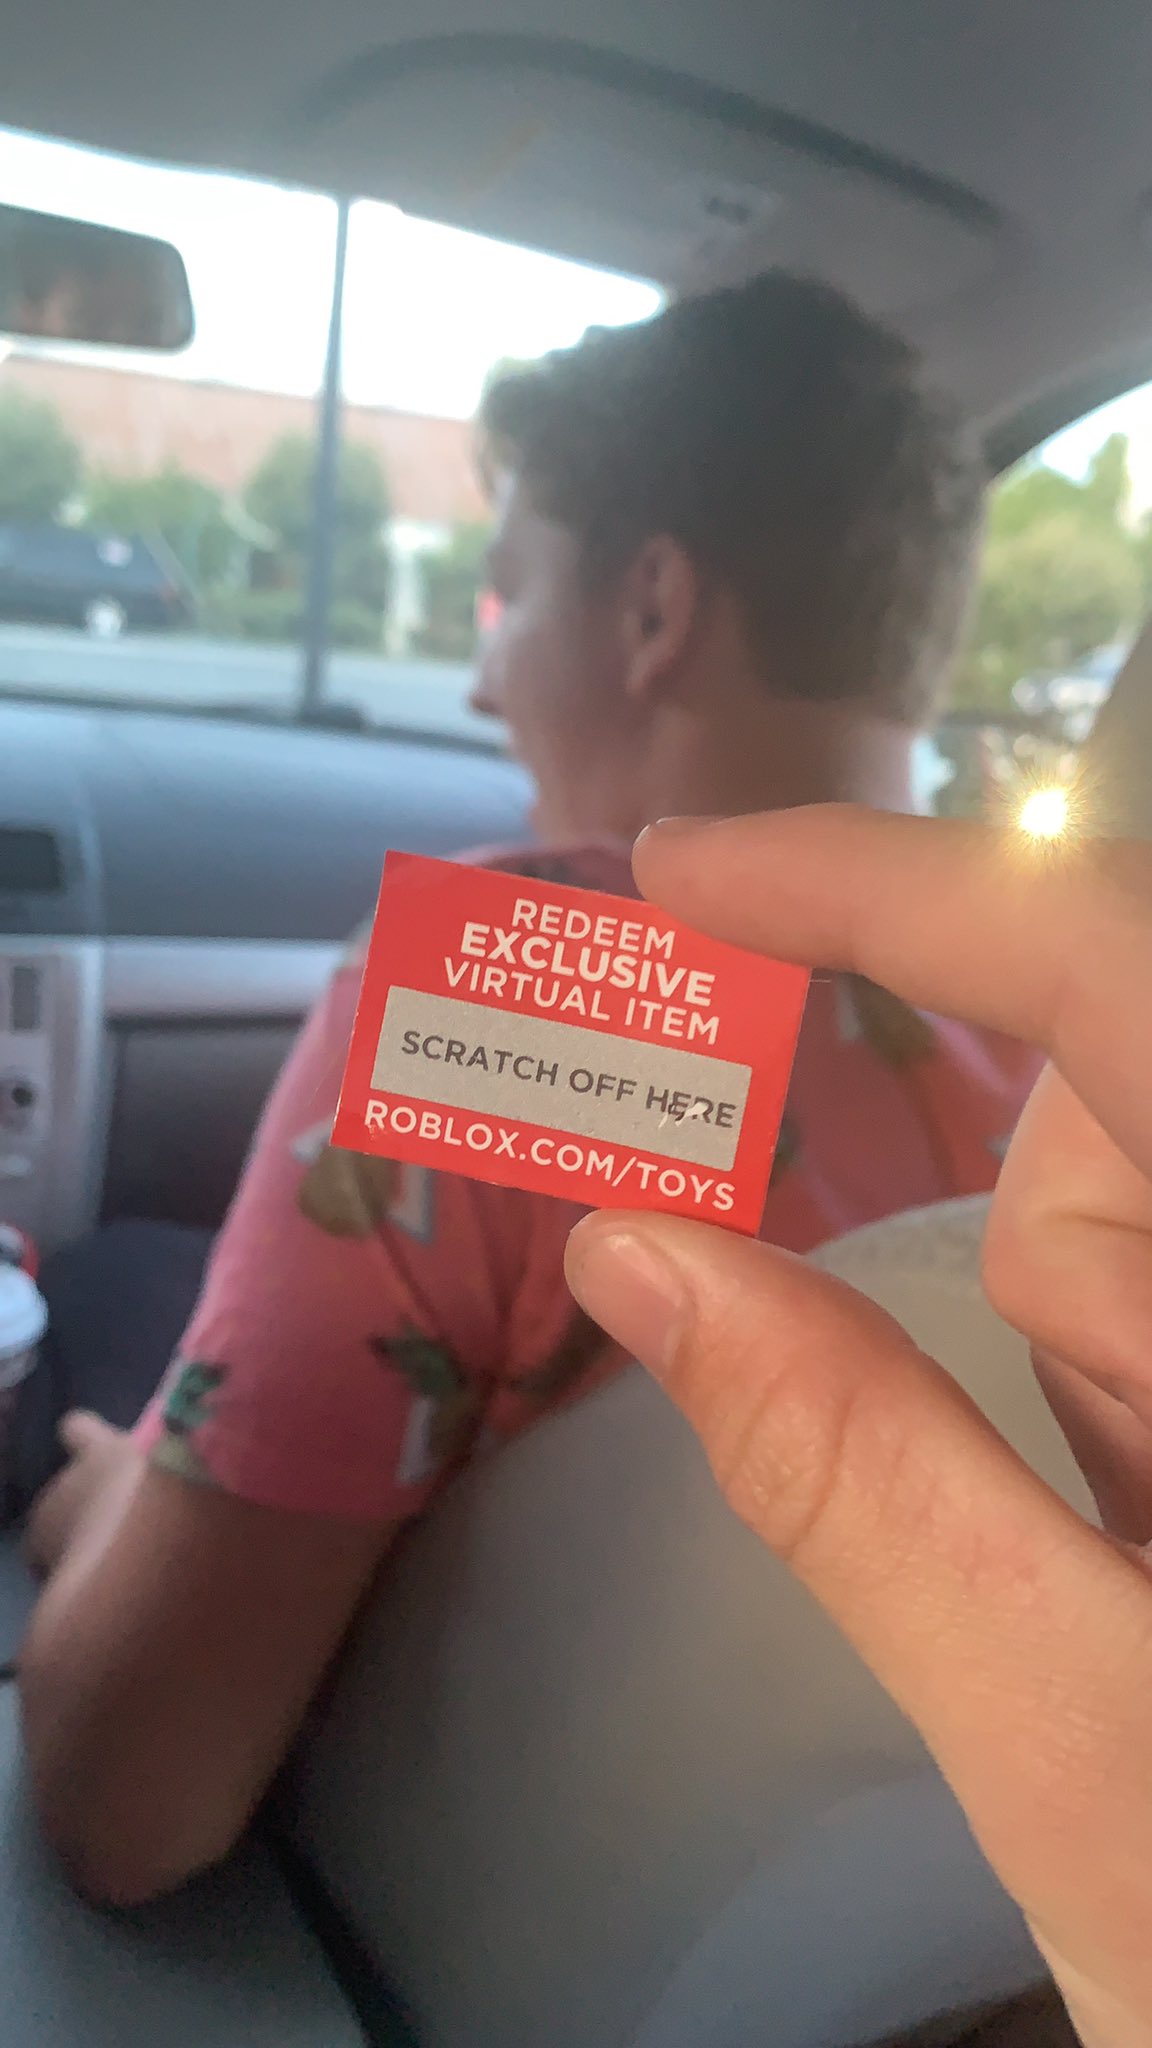 REDEEM
EXCLUSIVE
VIRTUAL ITEM
SCRATCH OFF HERE
ROBLOX.COM/TOYS